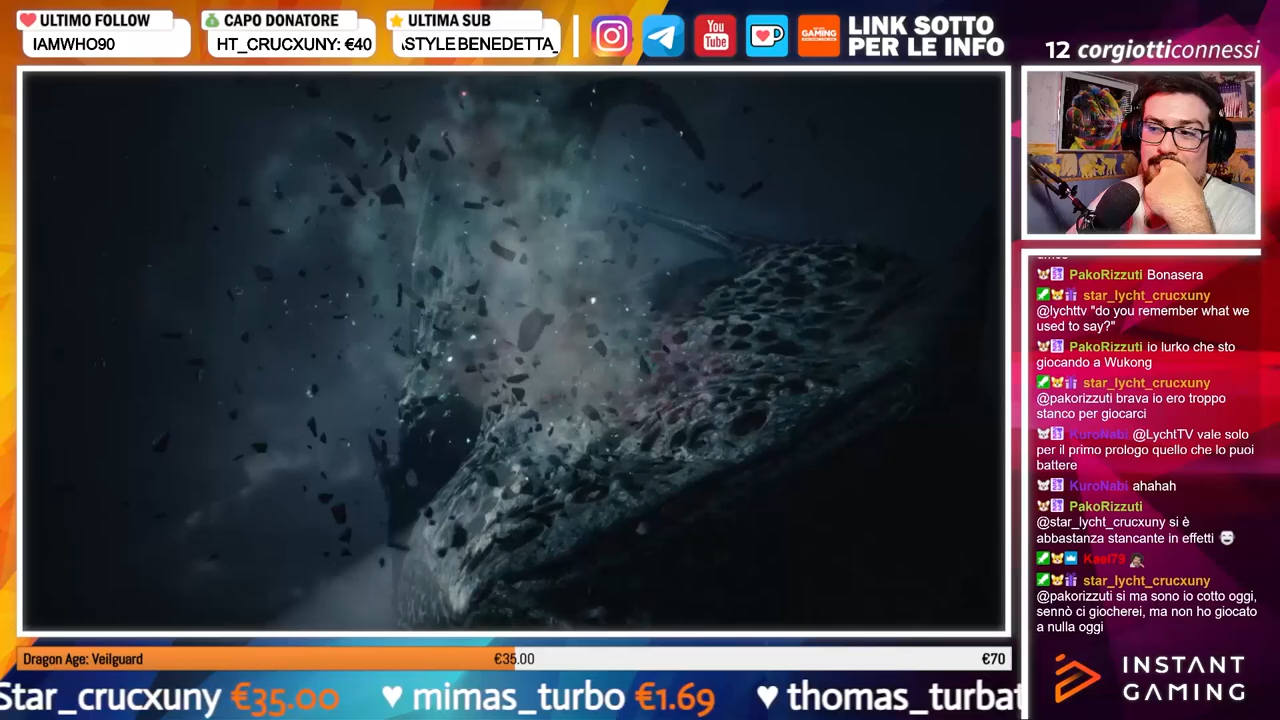 ULTIMO FOLLOW
IAMWHO90
CAPO DONATORE
HT_CRUCXUNY: €40
ULTIMA SUB
STYLE BENEDETTA_
You
Tube
GAMING
LINK SOTTO
PER LE INFO
12 corgiotticonnessi
PakoRizzuti Bonasera
star_lycht_crucxuny
@lychttv "do you remember what we
used to say?"
PakoRizzuti io lurko che sto
giocando a Wukong
star_lycht_crucxuny
@pakorizzuti brava io ero troppo
stanco per giocarci
KuroNabi @LychtTV vale solo
per il primo prologo quello che lo puoi
battere
KuroNabi ahahah
PakoRizzuti
@star_lycht_crucxuny si è
abbastanza stancante in effetti
Kael79
star_lycht_crucxuny
@pakorizzuti si ma sono io cotto oggi,
sennò ci giocherei, ma non ho giocato
a nulla oggi
Dragon Age: Veilguard
€35.00
€70
Star_crucxuny €35.00 ♥ mimas_turbo €1.69 ♥ thomas_turbat
INSTANT
GAMING